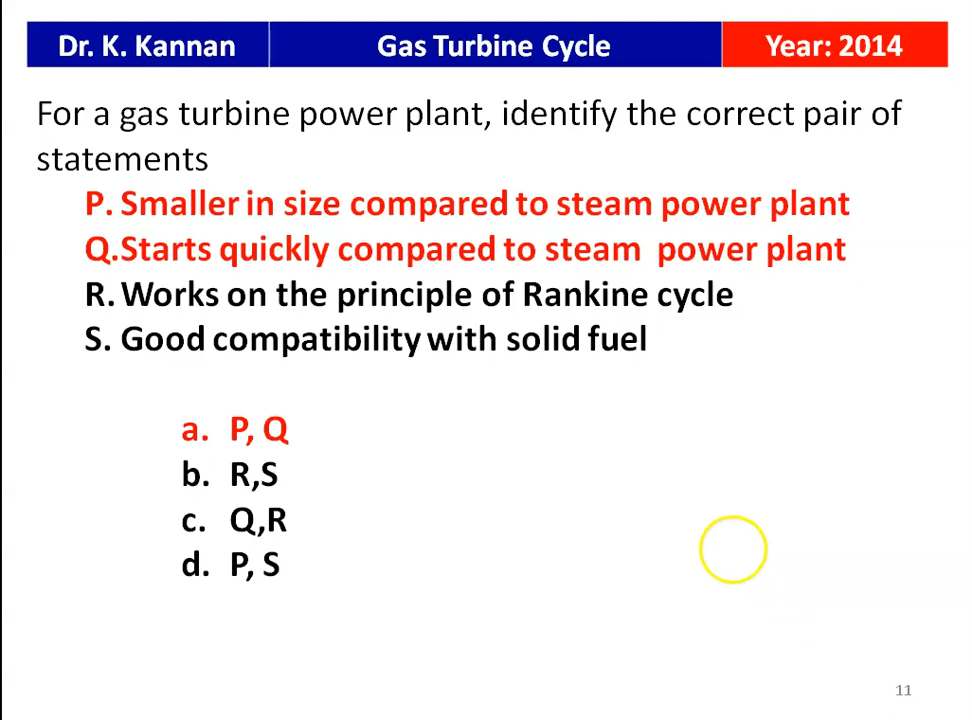 Dr. K. Kannan
Gas Turbine Cycle
Year: 2014
For a gas turbine power plant, identify the correct pair of
statements
P. Smaller in size compared to steam power plant
Q.Starts quickly compared to steam power plant
R. Works on the principle of Rankine cycle
S. Good compatibility with solid fuel
a. P, Q
b. R,S
c. Q,R
d. P, S
11